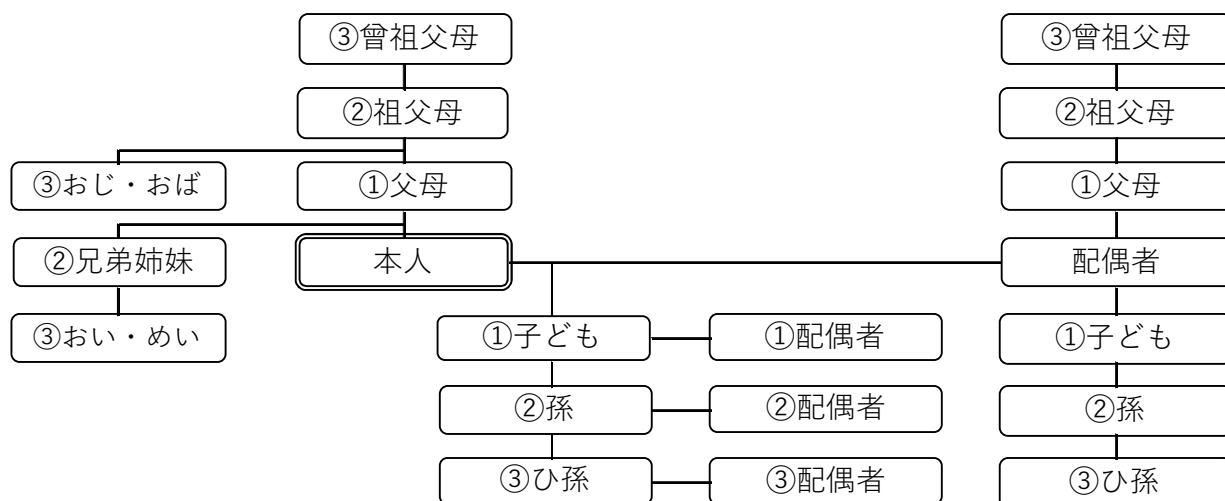 ③曾祖父母
③曾祖父母
②祖父母
②祖父母
③おじ・おば
①父母
①父母
②兄弟姉妹
本人
配偶者
③おい・めい
①子ども
①配偶者
①子ども
②孫
②配偶者
②孫
③ひ孫
③配偶者
③ひ孫